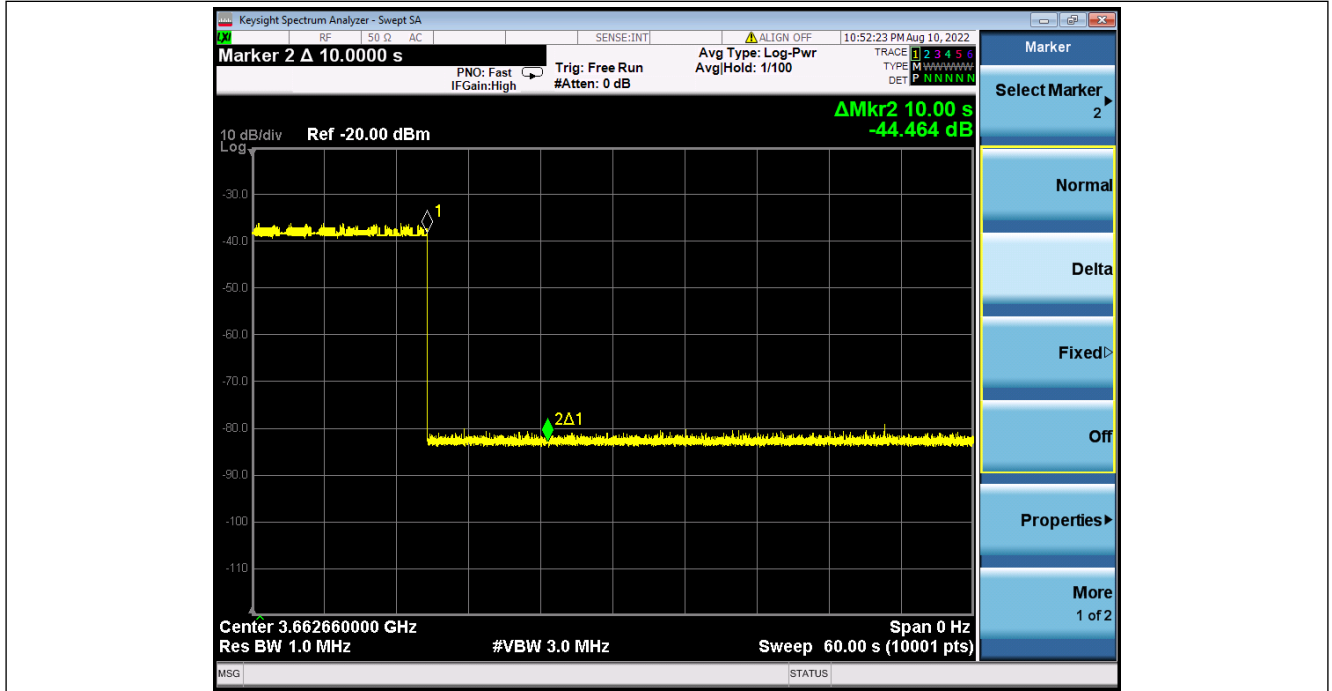 Keysight Spectrum Analyzer - Swept SA
LXI RF 50 Ω AC SENSE:INT ALIGN OFF 10:52:23 PM Aug 10, 2022
Marker 2 Δ 10.0000 s
PNO: Fast
IFGain:High
Trig: Free Run
#Atten: 0 dB
Avg Type: Log-Pwr
Avg|Hold: 1/100
TRACE 1 2 3 4 5 6
TYPE M WWWWW
DET P N N N N N
ΔMkr2 10.00 s
-44.464 dB
10 dB/div Ref -20.00 dBm
Log
-30.0
-40.0
-50.0
-60.0
-70.0
-80.0
-90.0
-100
-110
1
2Δ1
Center 3.662660000 GHz Span 0 Hz
Res BW 1.0 MHz #VBW 3.0 MHz Sweep 60.00 s (10001 pts)
MSG STATUS
Marker
Select Marker
2
Normal
Delta
Fixed
Off
Properties
More
1 of 2